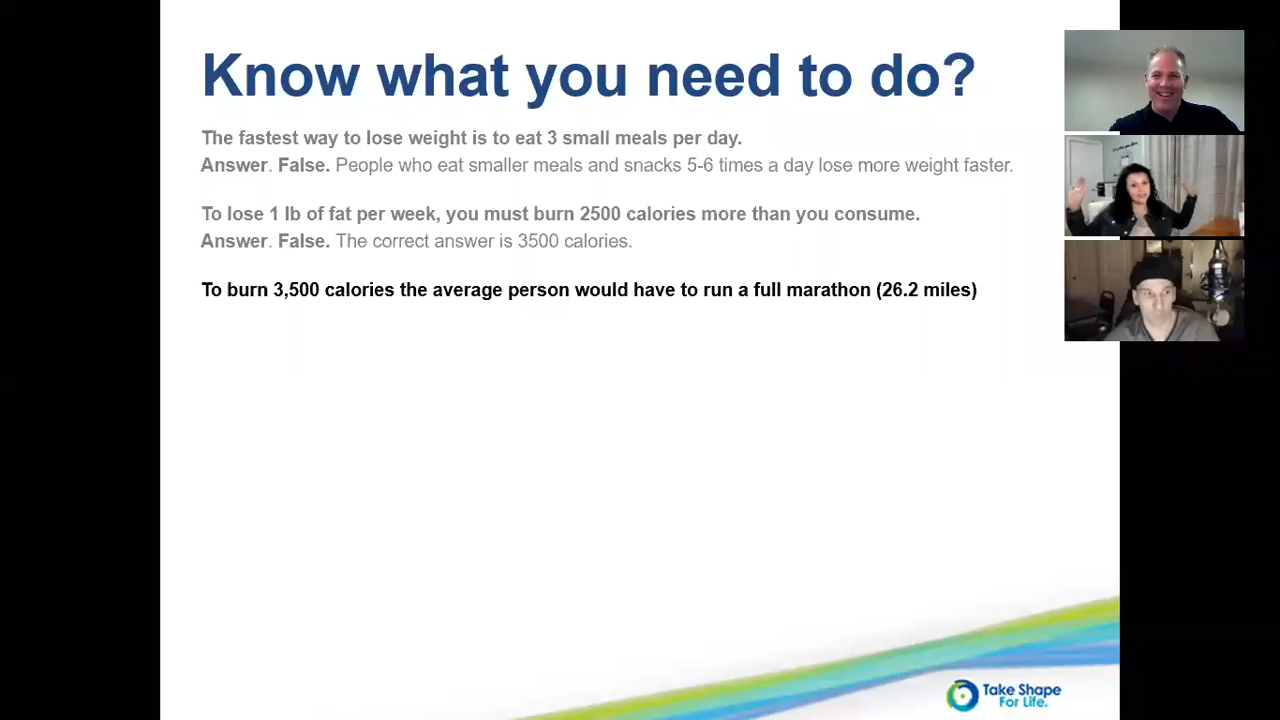 Know what you need to do?
The fastest way to lose weight is to eat 3 small meals per day.
Answer. False. People who eat smaller meals and snacks 5-6 times a day lose more weight faster.
To lose 1 lb of fat per week, you must burn 2500 calories more than you consume.
Answer. False. The correct answer is 3500 calories.
To burn 3,500 calories the average person would have to run a full marathon (26.2 miles)
Take Shape
For Life.